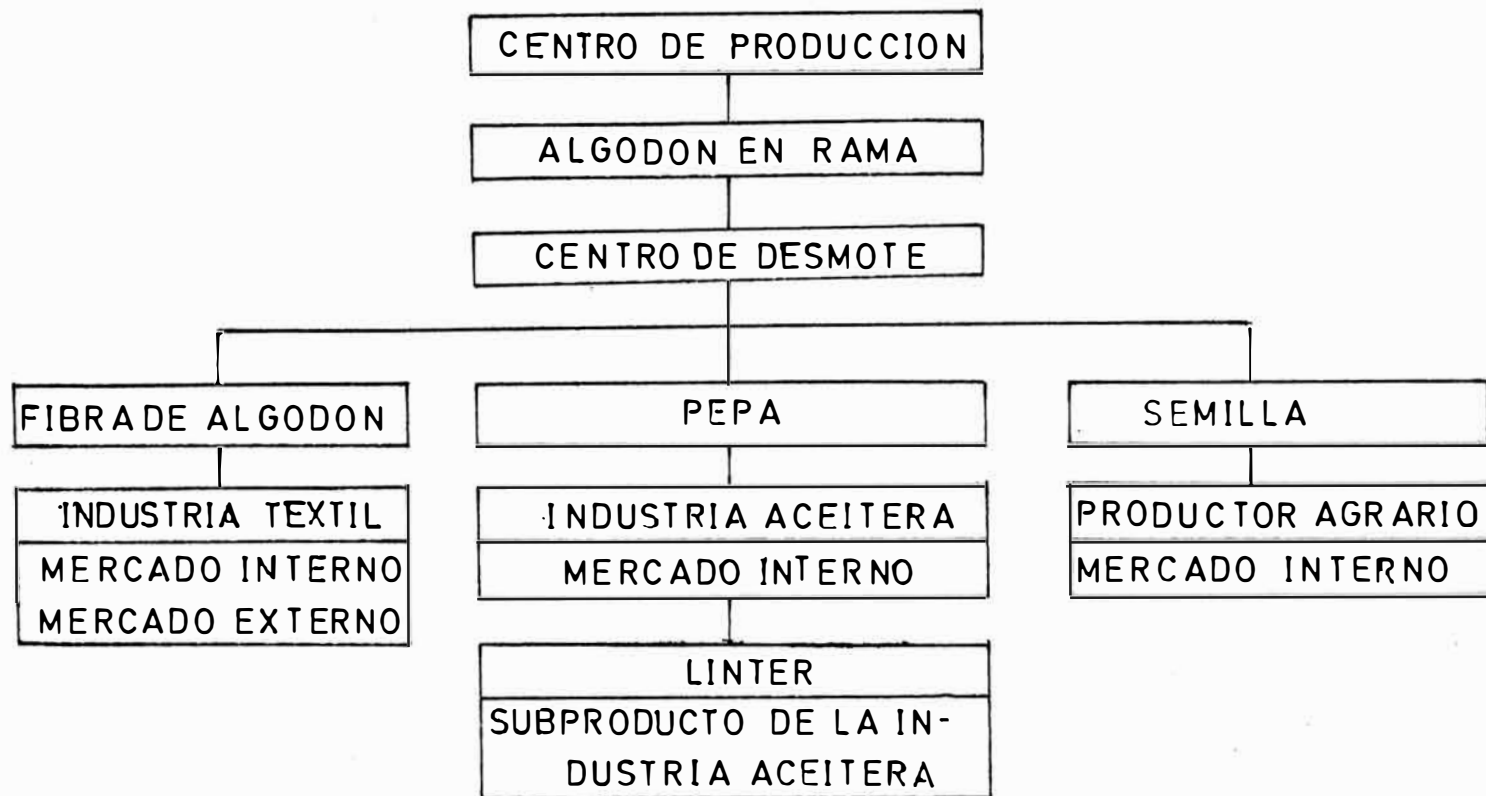 CENTRO DE PRODUCCION
ALGODON EN RAMA
CENTRO DE DESMOTE
FIBRA DE ALGODON
INDUSTRIA TEXTIL
MERCADO INTERNO
MERCADO EXTERNO
PEPA
INDUSTRIA ACEITERA
MERCADO INTERNO
LINTER
SUBPRODUCTO DE LA IN-
DUSTRIA ACEITERA
SEMILLA
PRODUCTOR AGRARIO
MERCADO INTERNO